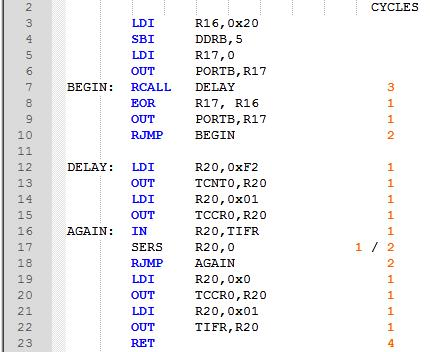 2 CYCLES
3 LDI R16,0x20
4 SBI DDRB,5
5 LDI R17,0
6 OUT PORTB,R17
7 BEGIN: RCALL DELAY 3
8 EOR R17, R16 1
9 OUT PORTB,R17 1
10 RJMP BEGIN 2
11
12 DELAY: LDI R20,0xF2 1
13 OUT TCNT0,R20 1
14 LDI R20,0x01 1
15 OUT TCCR0,R20 1
16 AGAIN: IN R20,TIFR 1
17 SERS R20,0 1 / 2
18 RJMP AGAIN 2
19 LDI R20,0x0 1
20 OUT TCCR0,R20 1
21 LDI R20,0x01 1
22 OUT TIFR,R20 1
23 RET 4